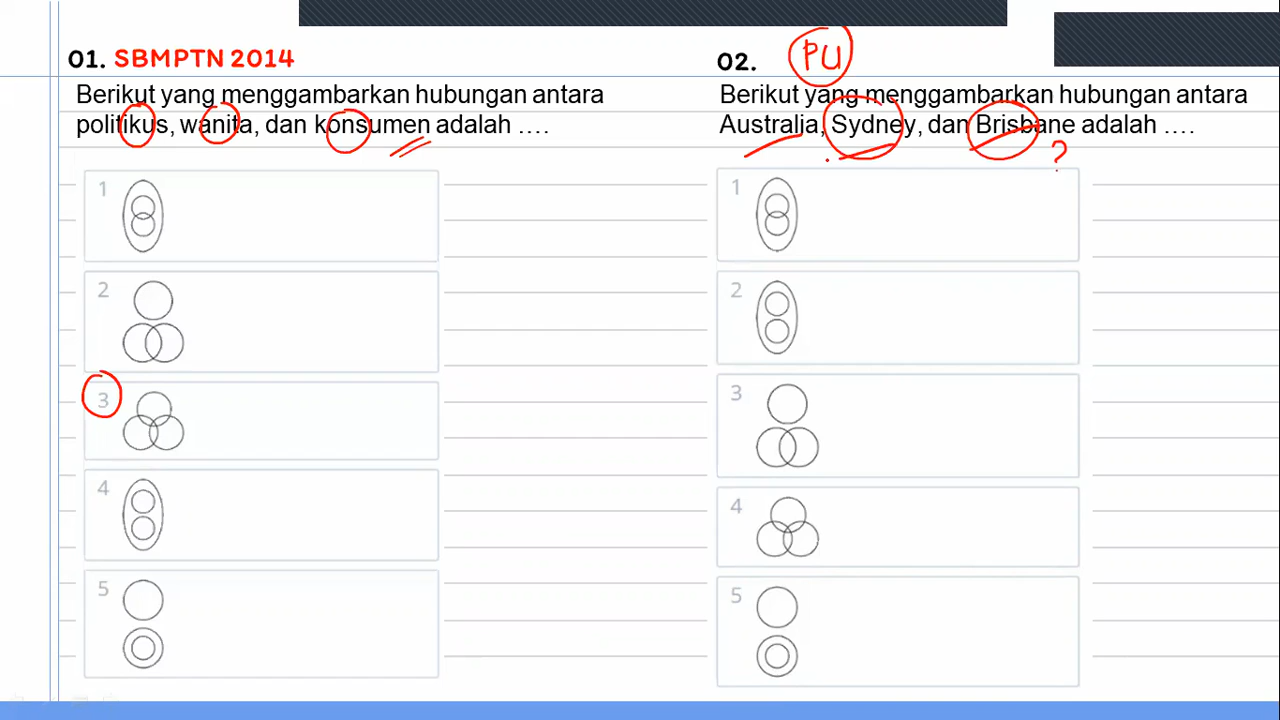 01. SBMPTN 2014
Berikut yang menggambarkan hubungan antara
politikus, wanita, dan konsumen adalah ....
1
2
3
4
5
02. PU
Berikut yang menggambarkan hubungan antara
Australia, Sydney, dan Brisbane adalah ....
?
1
2
3
4
5